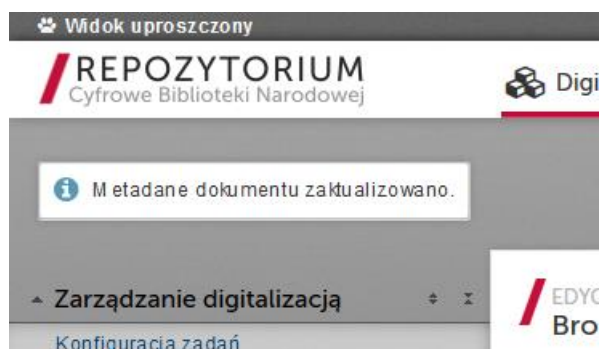 Widok uproszczony
REPOZYTORIUM
Cyfrowe Biblioteki Narodowej
Digi
Metadane dokumentu zaktualizowano.
Zarządzanie digitalizacją
EDYC
Bro
Konfiguracja zadań